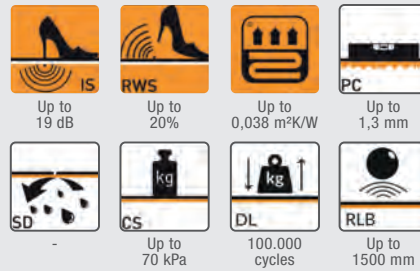 IS
RWS
PC
Up to
19 dB
Up to
20%
Up to
0,038 m²K/W
Up to
1,3 mm
kg
kg
SD
CS
DL
RLB
-
Up to
70 kPa
100.000
cycles
Up to
1500 mm